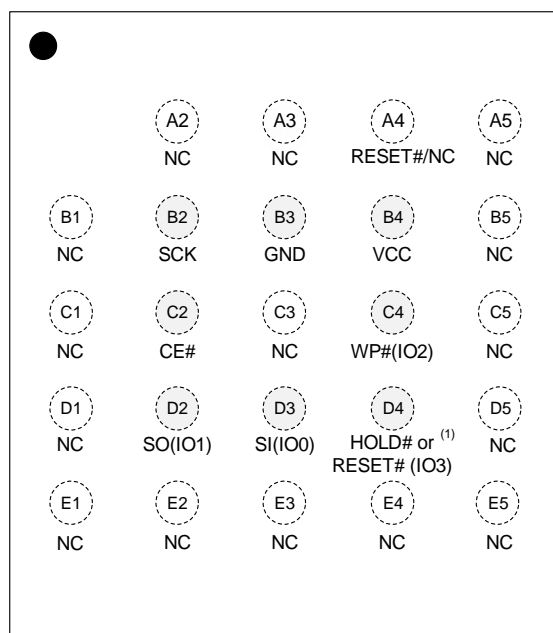 A2 A3 A4 A5
NC NC RESET#/NC NC
B1 B2 B3 B4 B5
NC SCK GND VCC NC
C1 C2 C3 C4 C5
NC CE# NC WP#(IO2) NC
D1 D2 D3 D4 D5
NC SO(IO1) SI(IO0) HOLD# or (1) NC
RESET# (IO3)
E1 E2 E3 E4 E5
NC NC NC NC NC